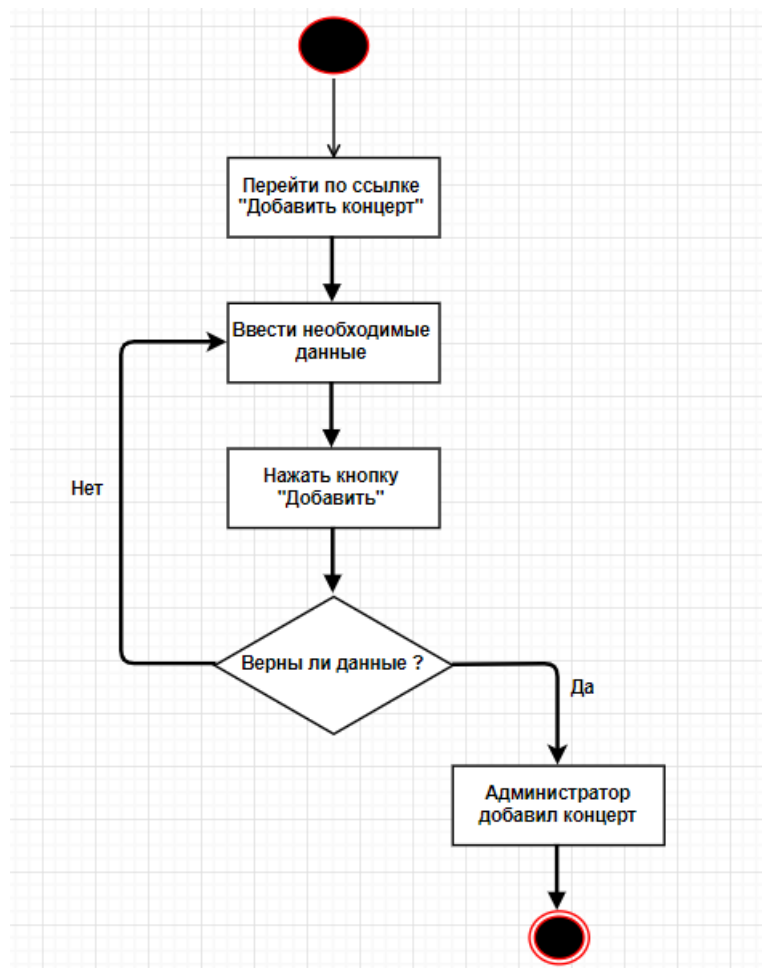 Перейти по ссылке
"Добавить концерт"
Ввести необходимые
данные
Нажать кнопку
"Добавить"
Нет
Верны ли данные ?
Да
Администратор
добавил концерт